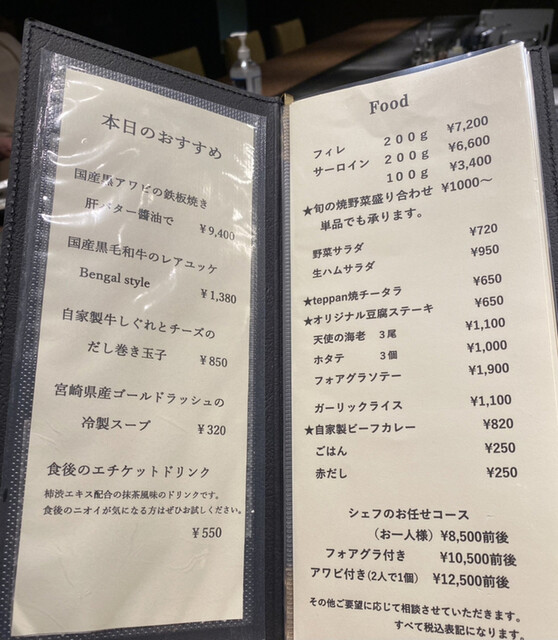 本日のおすすめ
国産黒アワビの鉄板焼き
肝バター醤油で ¥9,400
国産黒毛和牛のレアユッケ
Bengal style ¥1,380
自家製牛しぐれとチーズの
だし巻き玉子 ¥850
宮崎県産ゴールドラッシュの
冷製スープ ¥320
食後のエチケットドリンク
柿渋エキス配合の抹茶風味のドリンクです。
食後のニオイが気になる方はぜひお試しください。
¥550
Food
フィレ 200g ¥7,200
サーロイン 200g ¥6,600
100g ¥3,400
★旬の焼野菜盛り合わせ ¥1000～
単品でも承ります。
野菜サラダ ¥720
生ハムサラダ ¥950
★teppan焼チータラ ¥650
★オリジナル豆腐ステーキ ¥650
天使の海老 3尾 ¥1,100
ホタテ 3個 ¥1,000
フォアグラソテー ¥1,900
ガーリックライス ¥1,100
★自家製ビーフカレー ¥820
ごはん ¥250
赤だし ¥250
シェフのお任せコース
(お一人様) ¥8,500前後
フォアグラ付き ¥10,500前後
アワビ付き(2人で1個) ¥12,500前後
その他ご要望に応じて相談させていただきます。
すべて税込表記になります。